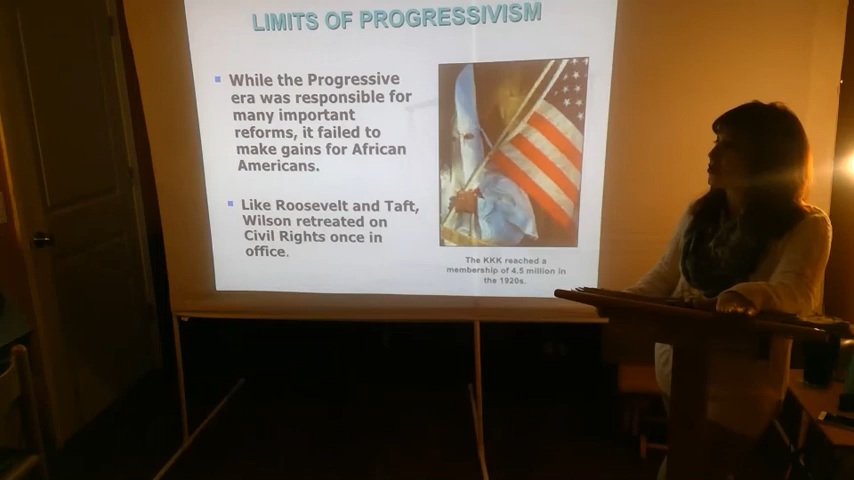 LIMITS OF PROGRESSIVISM
While the Progressive
era was responsible for
many important
reforms, it failed to
make gains for African
Americans.
Like Roosevelt and Taft,
Wilson retreated on
Civil Rights once in
office.
The KKK reached a
membership of 4.5 million in
the 1920s.